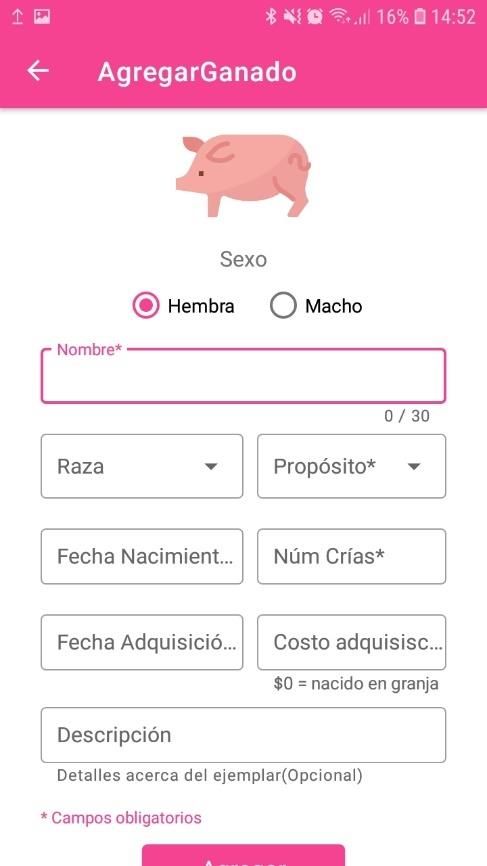 16% 14:52
AgregarGanado
Sexo
Hembra Macho
Nombre*
0 / 30
Raza Propósito*
Fecha Nacimient... Núm Crías*
Fecha Adquisició... Costo adquisisc...
$0 = nacido en granja
Descripción
Detalles acerca del ejemplar(Opcional)
* Campos obligatorios
Agregar